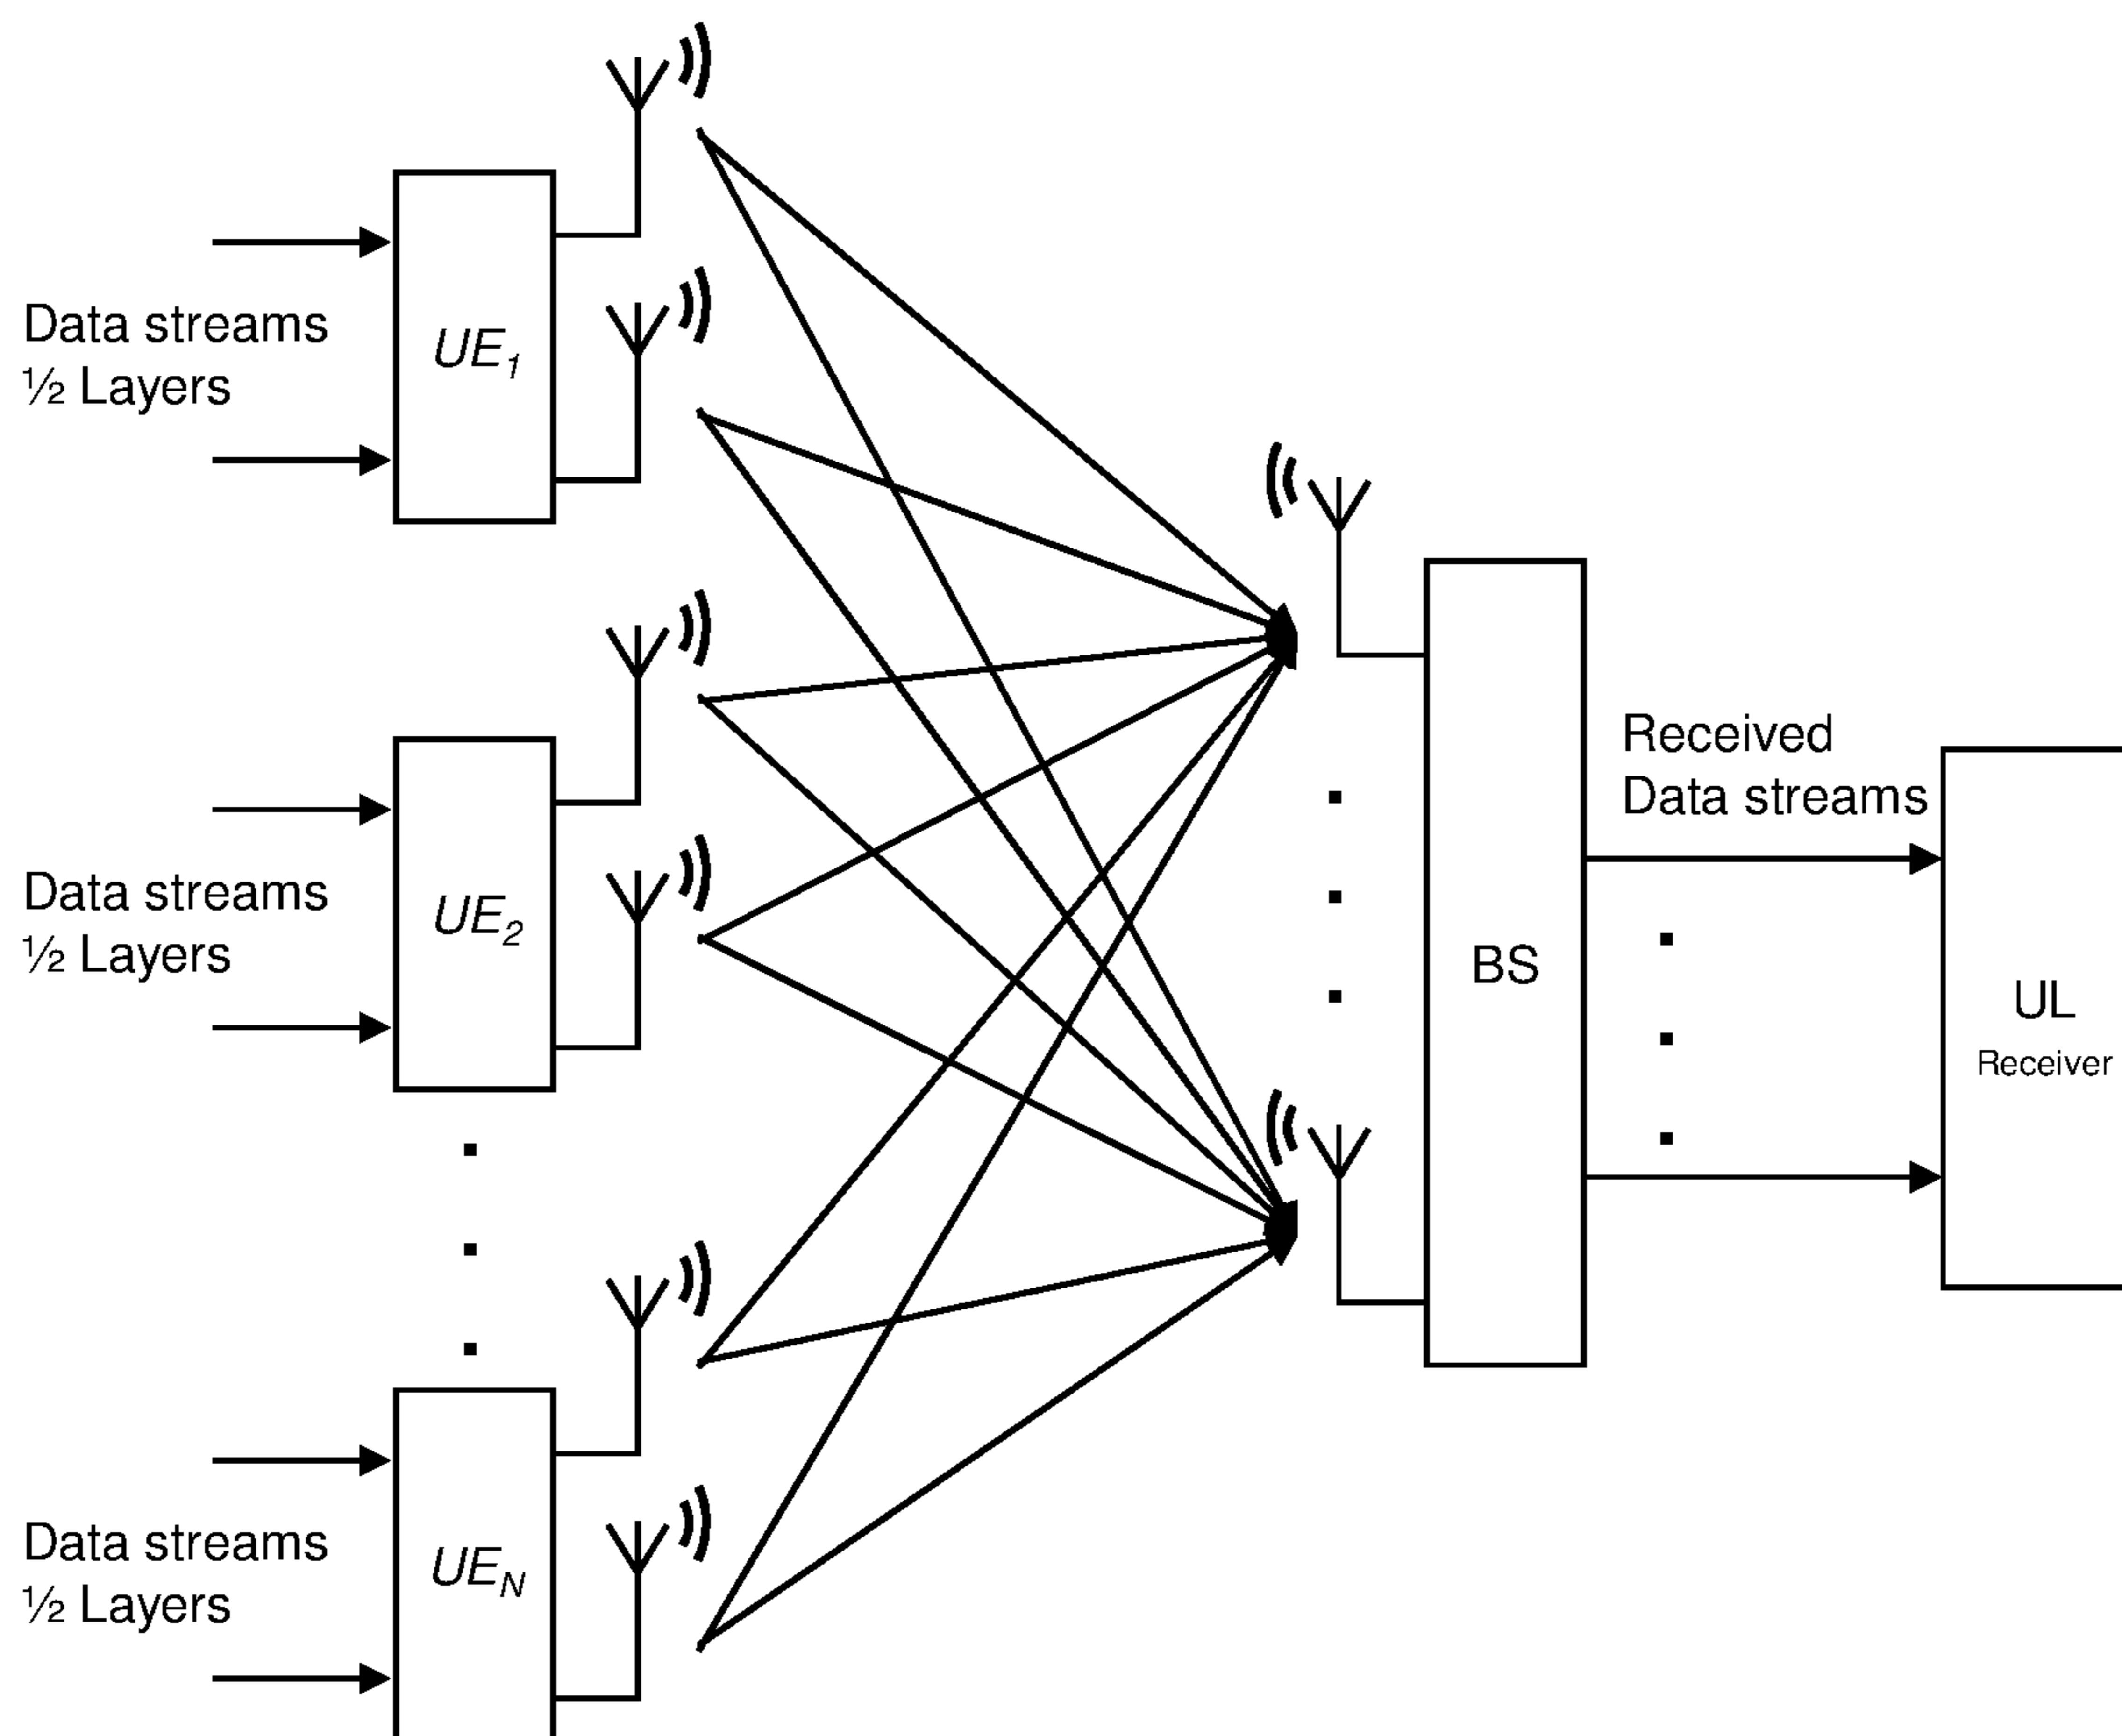 Data streams
½ Layers
UE1
Data streams
½ Layers
UE2
Data streams
½ Layers
UEN
BS
Received
Data streams
UL
Receiver